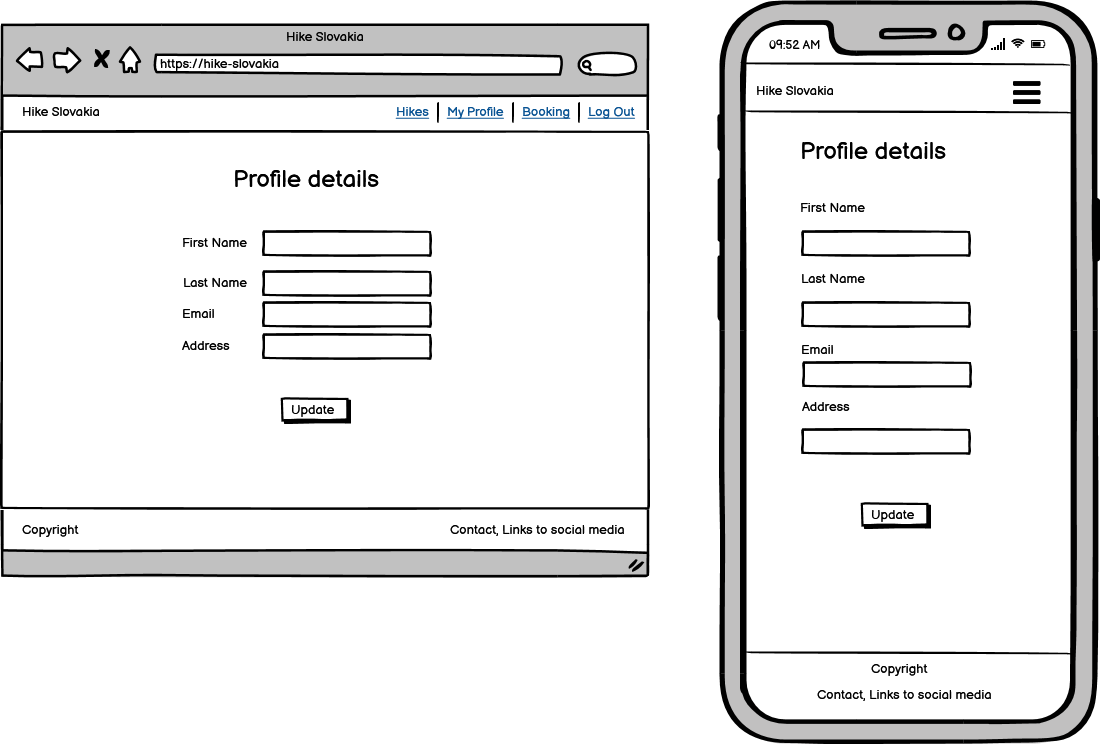 Hike Slovakia
https://hike-slovakia
Hike Slovakia Hikes My Profile Booking Log Out
Profile details
First Name
Last Name
Email
Address
Update
Copyright Contact, Links to social media
09:52 AM
Hike Slovakia
Profile details
First Name
Last Name
Email
Address
Update
Copyright
Contact, Links to social media